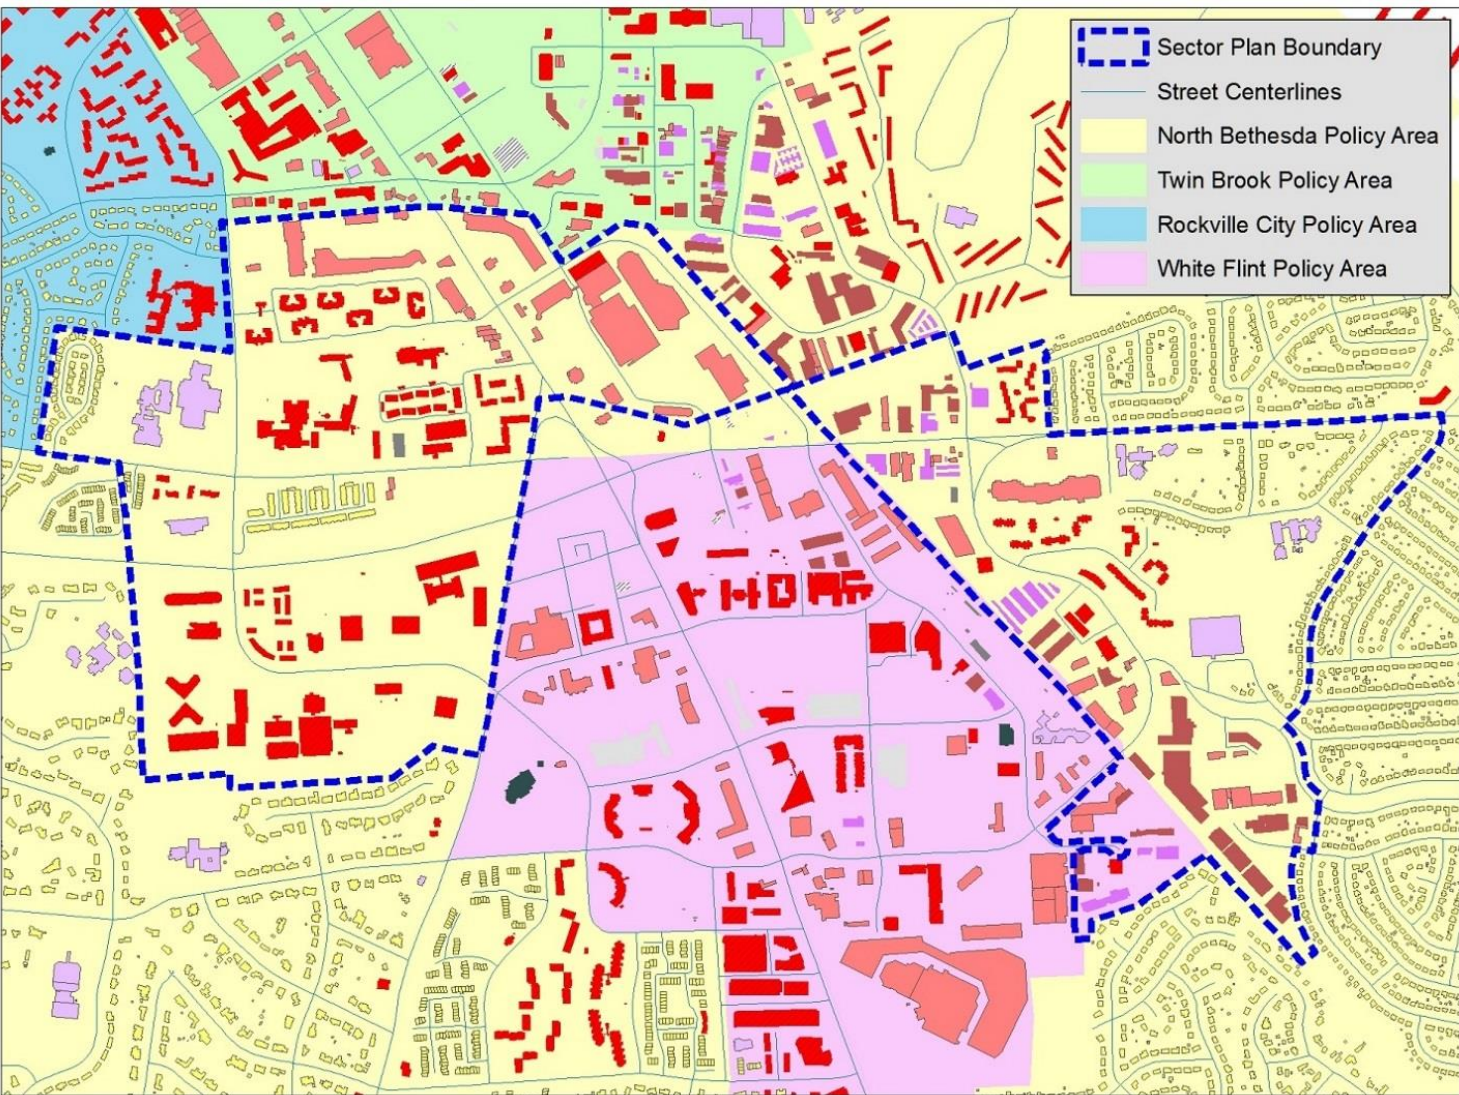 Sector Plan Boundary
Street Centerlines
North Bethesda Policy Area
Twin Brook Policy Area
Rockville City Policy Area
White Flint Policy Area